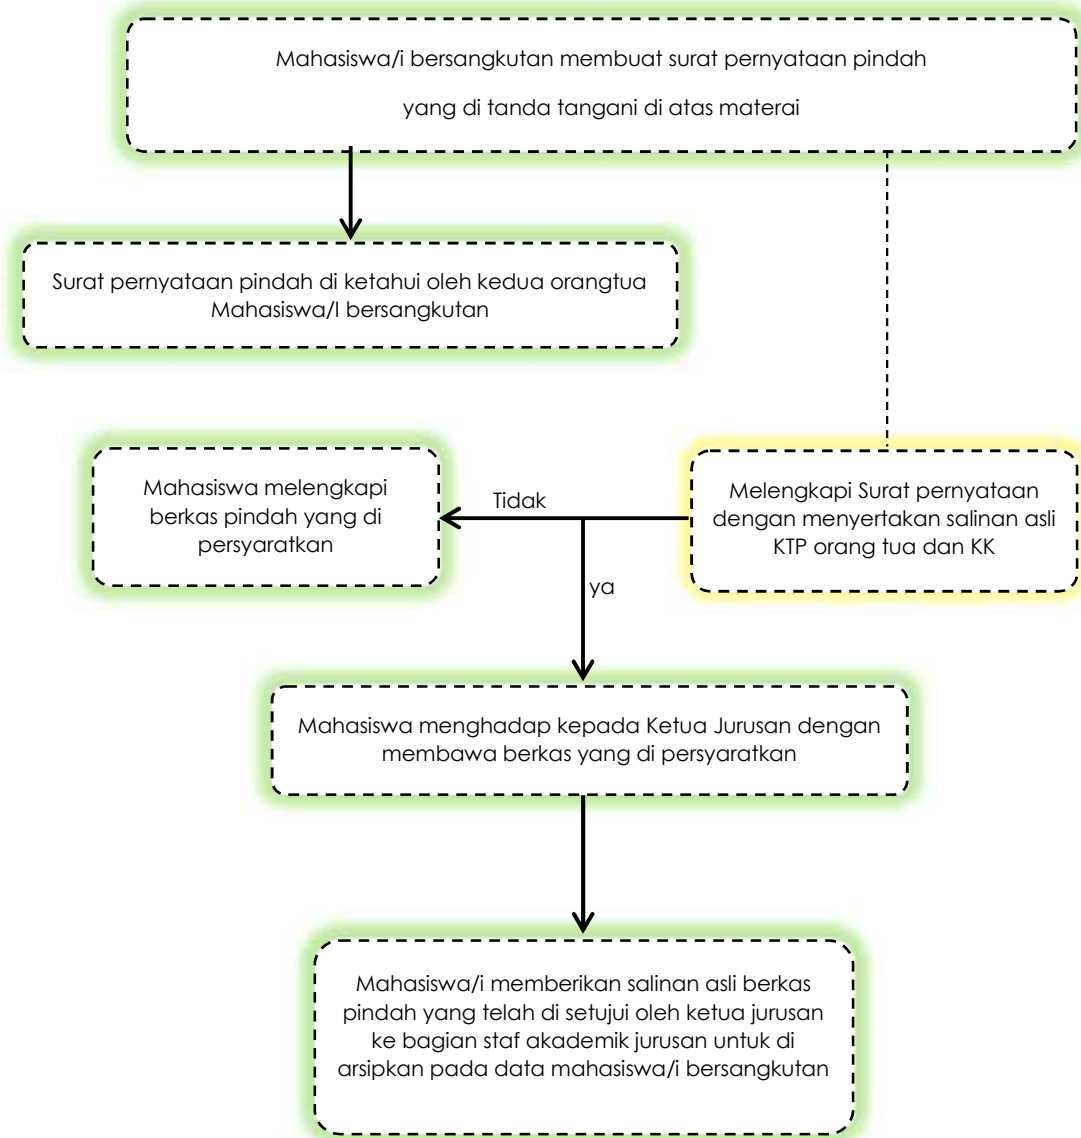 Mahasiswa/i bersangkutan membuat surat pernyataan pindah
yang di tanda tangani di atas materai
Surat pernyataan pindah di ketahui oleh kedua orangtua
Mahasiswa/I bersangkutan
Mahasiswa melengkapi
berkas pindah yang di
persyaratkan
Tidak
Melengkapi Surat pernyataan
dengan menyertakan salinan asli
KTP orang tua dan KK
ya
Mahasiswa menghadap kepada Ketua Jurusan dengan
membawa berkas yang di persyaratkan
Mahasiswa/i memberikan salinan asli berkas
pindah yang telah di setujui oleh ketua jurusan
ke bagian staf akademik jurusan untuk di
arsipkan pada data mahasiswa/i bersangkutan